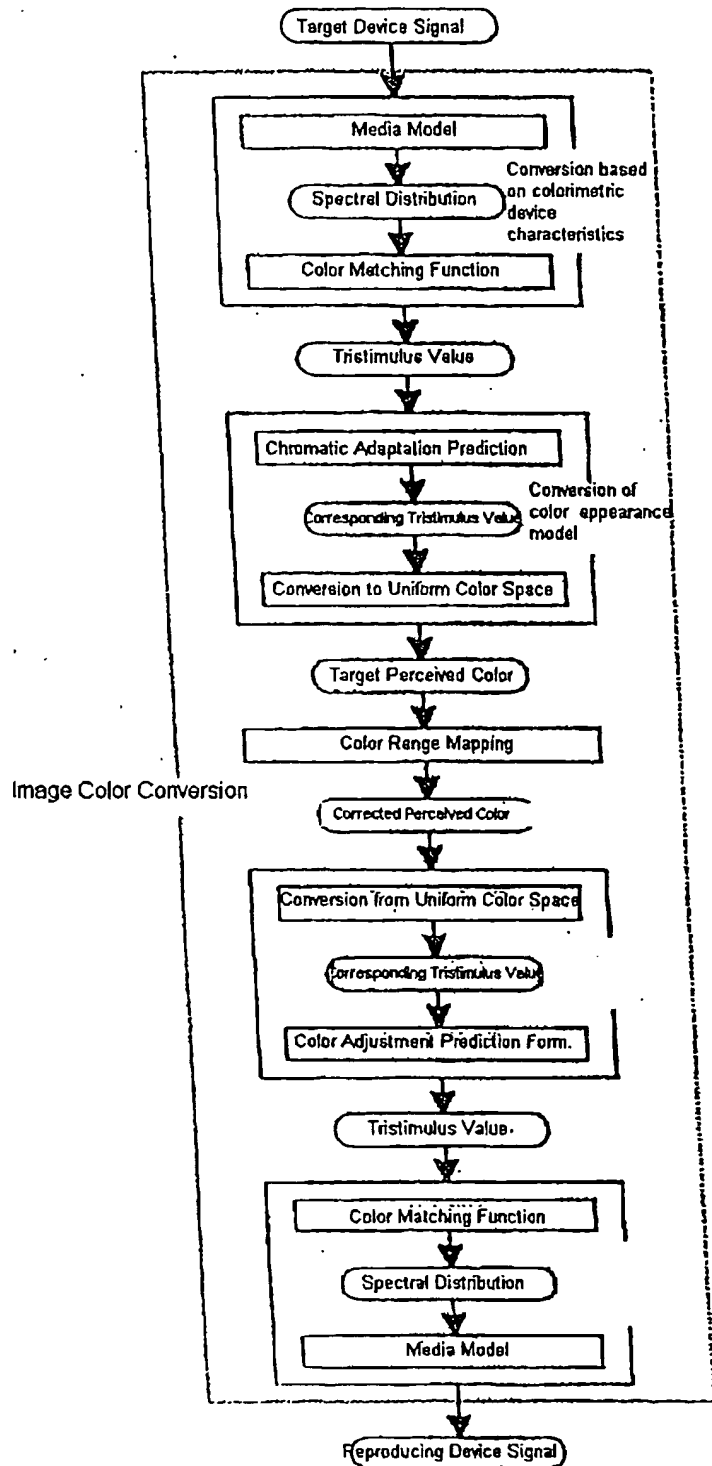 Target Device Signal
Media Model
Conversion based
on colorimetric
device
characteristics
Spectral Distribution
Color Matching Function
Tristimulus Value
Chromatic Adaptation Prediction
Conversion of
color appearance
model
Corresponding Tristimulus Value
Conversion to Uniform Color Space
Target Perceived Color
Color Range Mapping
Image Color Conversion
Corrected Perceived Color
Conversion from Uniform Color Space
Corresponding Tristimulus Value
Color Adjustment Prediction Form.
Tristimulus Value
Color Matching Function
Spectral Distribution
Media Model
Reproducing Device Signal